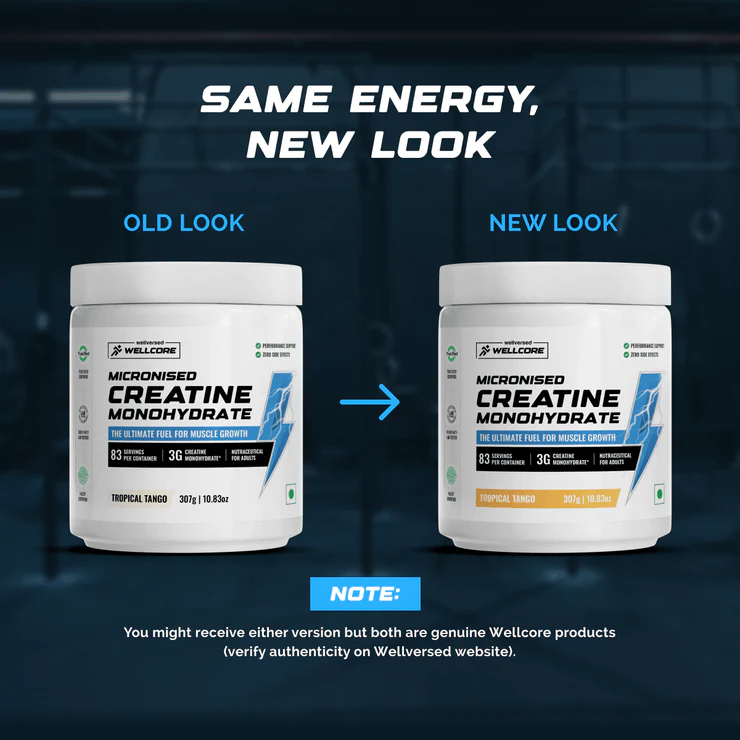 SAME ENERGY,
NEW LOOK
OLD LOOK
NEW LOOK
wellversed
WELLCORE
PERFORMANCE SUPPORT
ZERO SIDE EFFECTS
MICRONISED
CREATINE
MONOHYDRATE
THE ULTIMATE FUEL FOR MUSCLE GROWTH
83 SERVINGS PER CONTAINER | 3G CREATINE MONOHYDRATE* | NUTRACEUTICAL FOR ADULTS
TROPICAL TANGO 307g | 10.83oz
wellversed
WELLCORE
PERFORMANCE SUPPORT
ZERO SIDE EFFECTS
MICRONISED
CREATINE
MONOHYDRATE
THE ULTIMATE FUEL FOR MUSCLE GROWTH
83 SERVINGS PER CONTAINER | 3G CREATINE MONOHYDRATE* | NUTRACEUTICAL FOR ADULTS
TROPICAL TANGO 307g | 10.83oz
NOTE:
You might receive either version but both are genuine Wellcore products
(verify authenticity on Wellversed website).